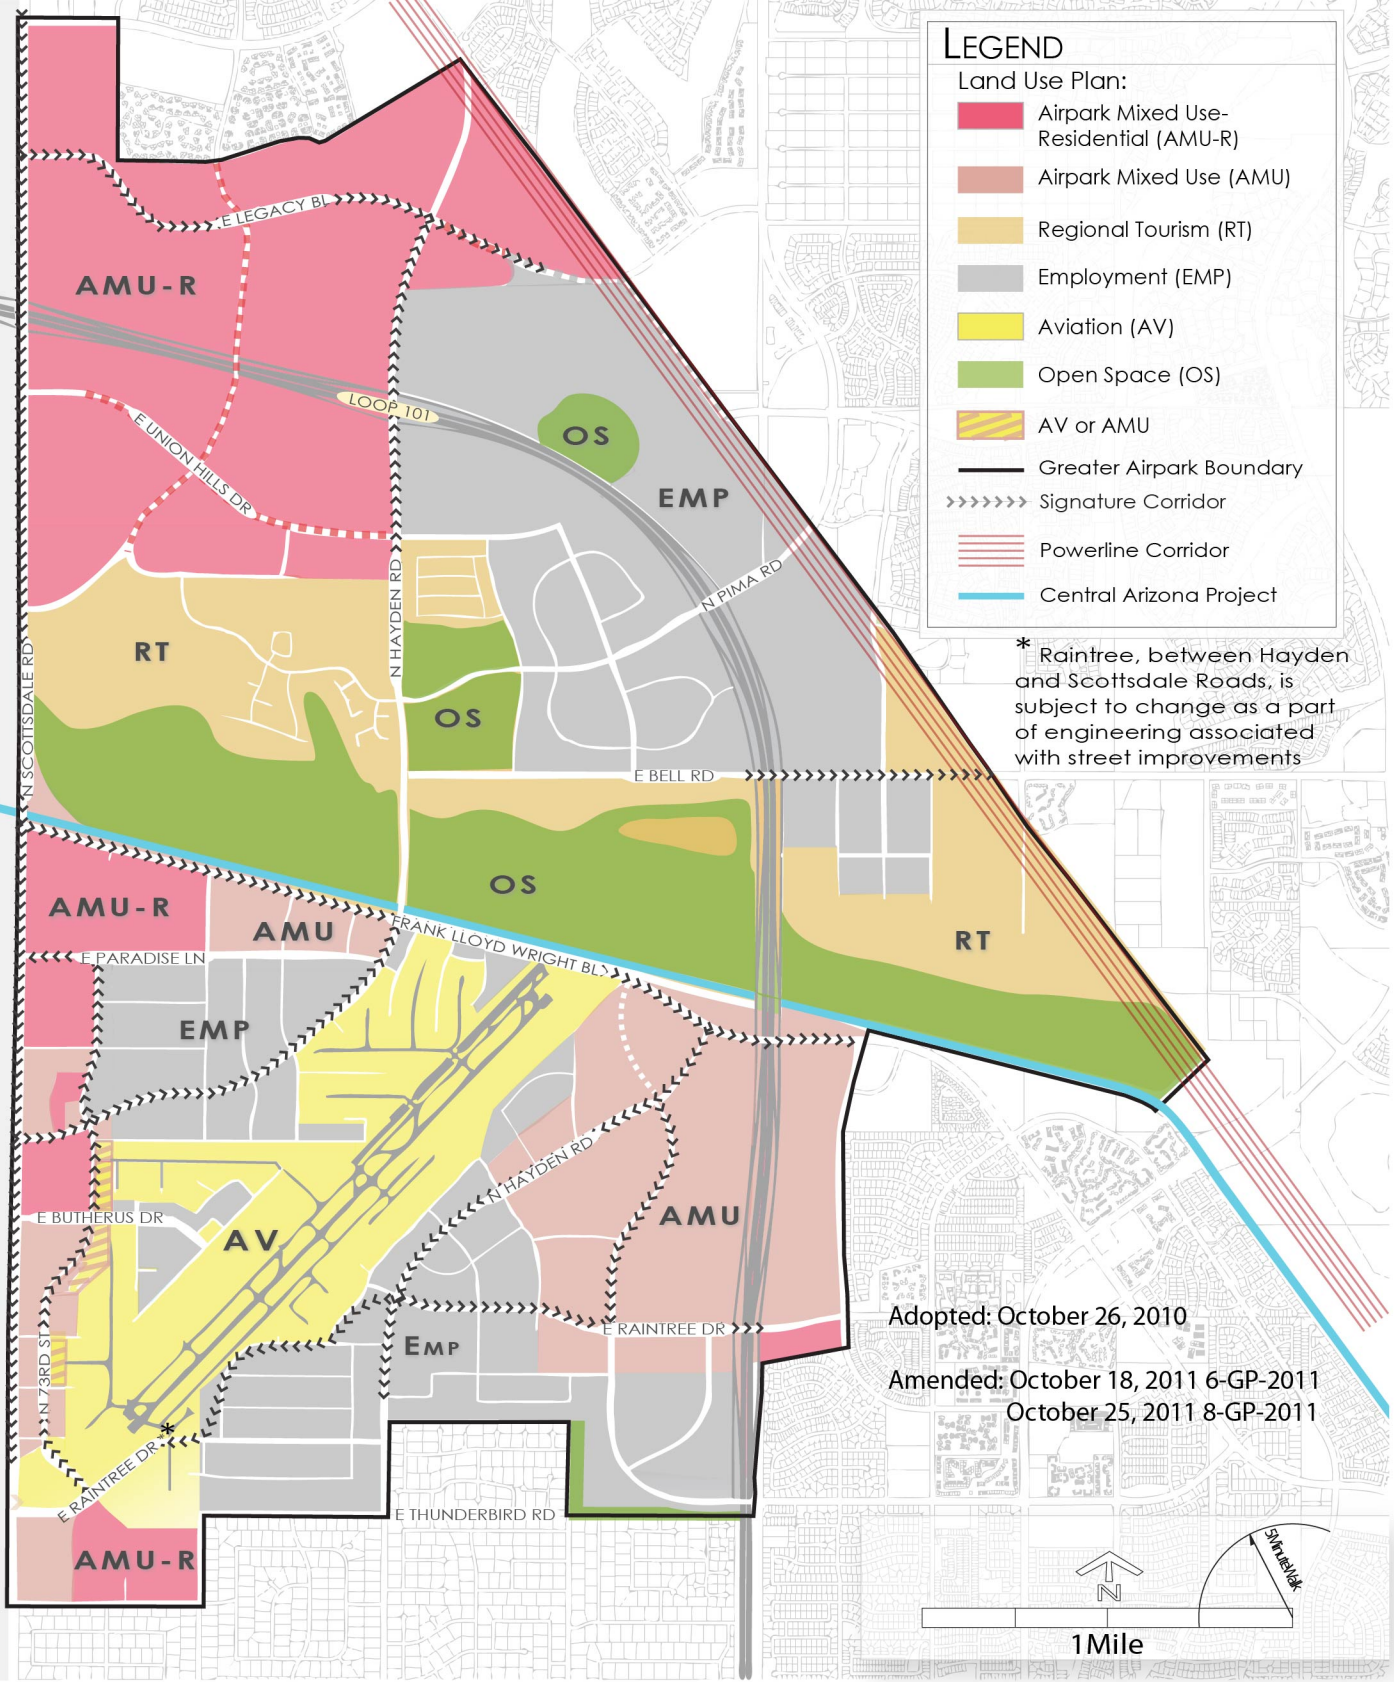 LEGEND
Land Use Plan:
Airpark Mixed Use-
Residential (AMU-R)
Airpark Mixed Use (AMU)
Regional Tourism (RT)
Employment (EMP)
Aviation (AV)
Open Space (OS)
AV or AMU
Greater Airpark Boundary
Signature Corridor
Powerline Corridor
Central Arizona Project
* Raintree, between Hayden
and Scottsdale Roads, is
subject to change as a part
of engineering associated
with street improvements
E LEGACY BL
AMU-R
LOOP 101
E UNION HILLS DR
OS
EMP
N PIMA RD
N HAYDEN RD
RT
N SCOTTSDALE RD
OS
E BELL RD
OS
AMU-R
AMU
FRANK LLOYD WRIGHT BL
RT
E PARADISE LN
EMP
N HAYDEN RD
AMU
E BUTHERUS DR
AV
E RAINTREE DR
EMP
N 73RD ST
*
E RAINTREE DR*
E THUNDERBIRD RD
AMU-R
Adopted: October 26, 2010
Amended: October 18, 2011 6-GP-2011
October 25, 2011 8-GP-2011
5MinuteWalk
N
1Mile